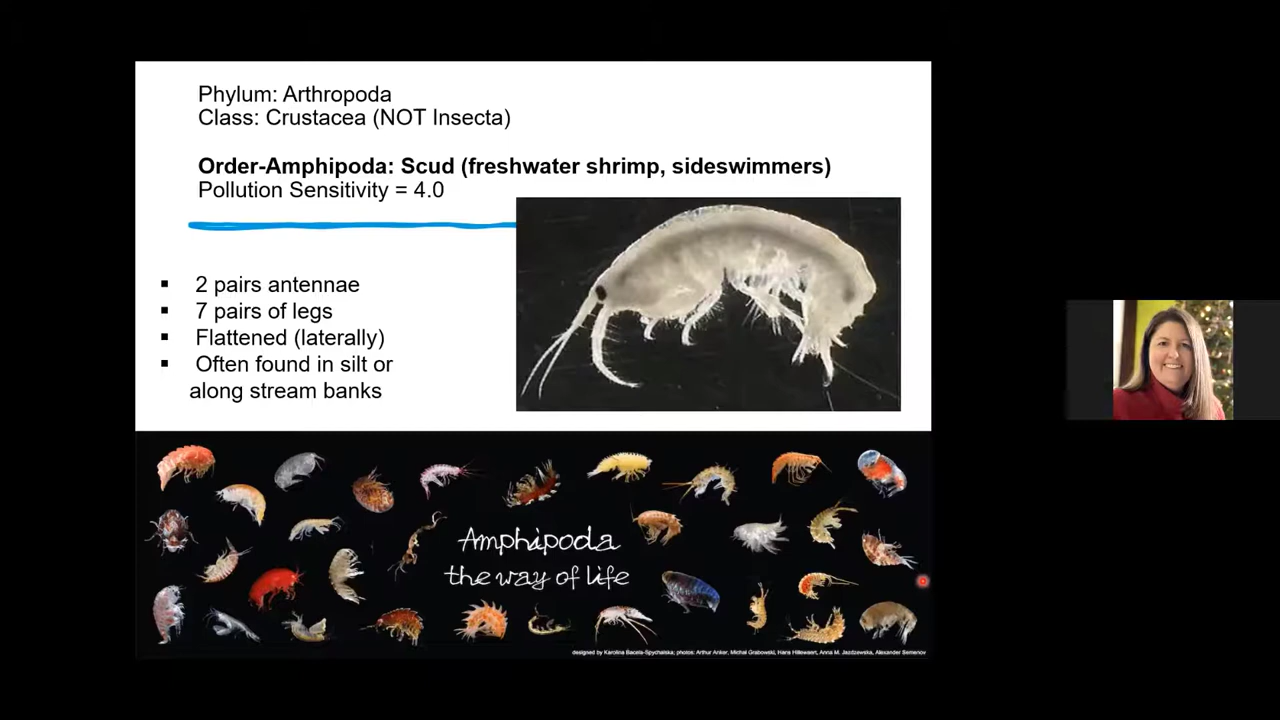 Phylum: Arthropoda
Class: Crustacea (NOT Insecta)
Order-Amphipoda: Scud (freshwater shrimp, sideswimmers)
Pollution Sensitivity = 4.0
▪ 2 pairs antennae
▪ 7 pairs of legs
▪ Flattened (laterally)
▪ Often found in silt or
along stream banks
Amphipoda
the way of life
designed by Karolina Bacela-Spychalska; photos: Arthur Anker, Michal Grabowski, Hans Hillewaert, Anna M. Jazdzewska, Alexander Semenov